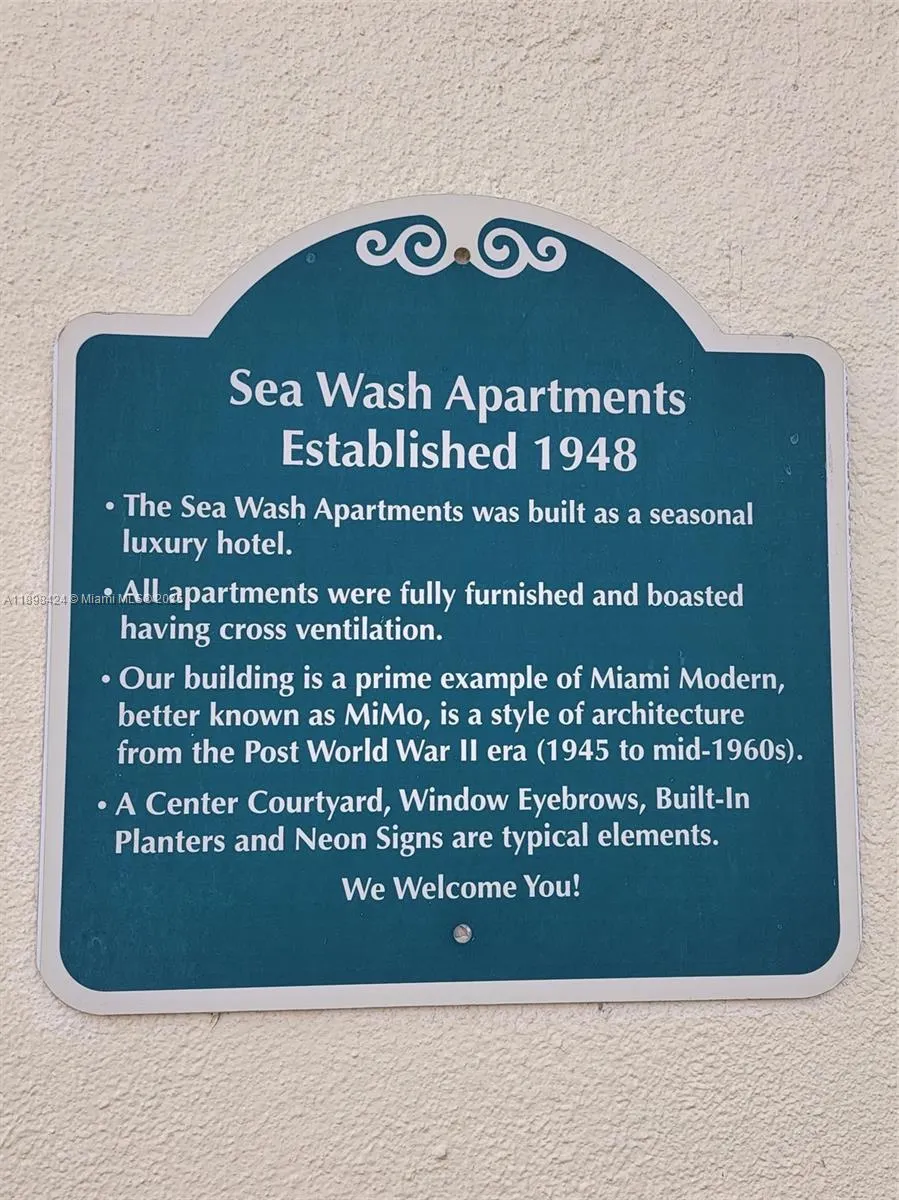 Sea Wash Apartments
Established 1948
• The Sea Wash Apartments was built as a seasonal
luxury hotel.
• All apartments were fully furnished and boasted
having cross ventilation.
• Our building is a prime example of Miami Modern,
better known as MiMo, is a style of architecture
from the Post World War II era (1945 to mid-1960s).
• A Center Courtyard, Window Eyebrows, Built-In
Planters and Neon Signs are typical elements.
We Welcome You!
© Miami MLS©